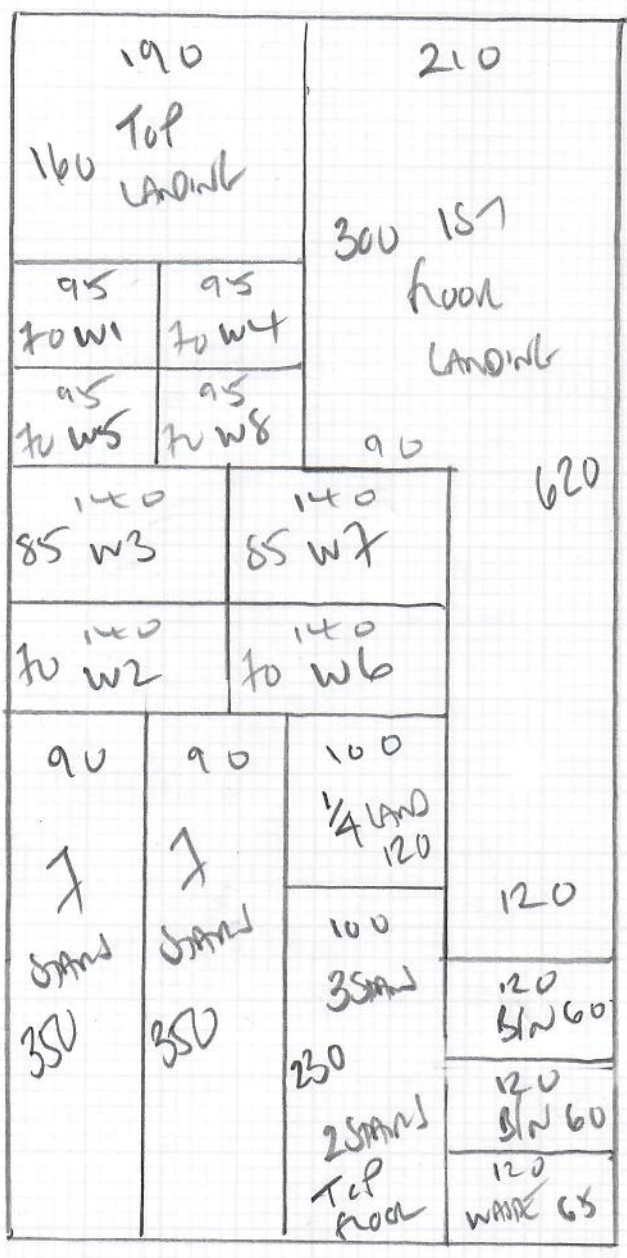 190
160 TOP
LANDING
210
300 1ST
FLOOR
LANDING
90
620
120
95
70 W1
95
70 W4
95
70 W5
95
70 W8
140
85 W3
140
85 W7
140
70 W2
140
70 W6
90
7
STAIRS
350
90
7
STAIRS
350
100
1/4 LAND
120
100
3 STAIRS
230
2 STAIRS
TOP
FLOOR
120
BIN 60
120
BIN 60
120
WASTE 65